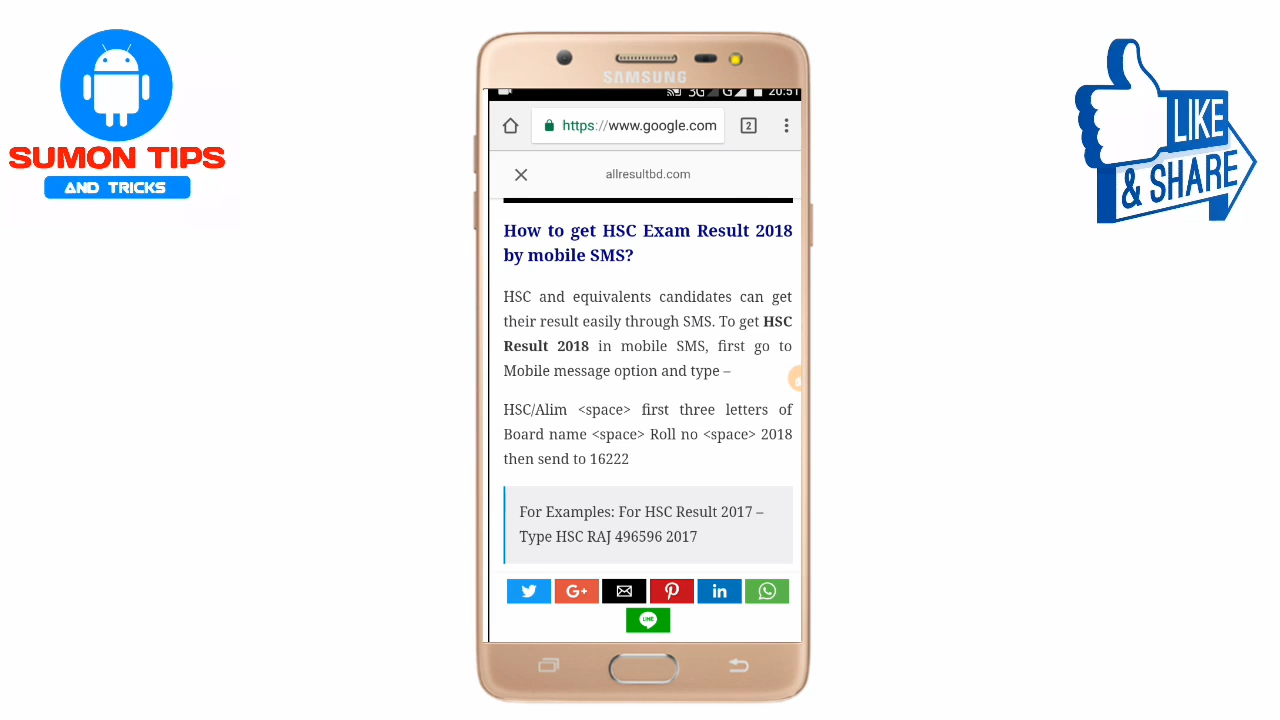 SUMON TIPS
AND TRICKS
SAMSUNG
3G G 20:51
https://www.google.com 2
allresultbd.com
How to get HSC Exam Result 2018
by mobile SMS?
HSC and equivalents candidates can get
their result easily through SMS. To get HSC
Result 2018 in mobile SMS, first go to
Mobile message option and type –
HSC/Alim <space> first three letters of
Board name <space> Roll no <space> 2018
then send to 16222
For Examples: For HSC Result 2017 –
Type HSC RAJ 496596 2017
G+ in
LINE
LIKE
& SHARE